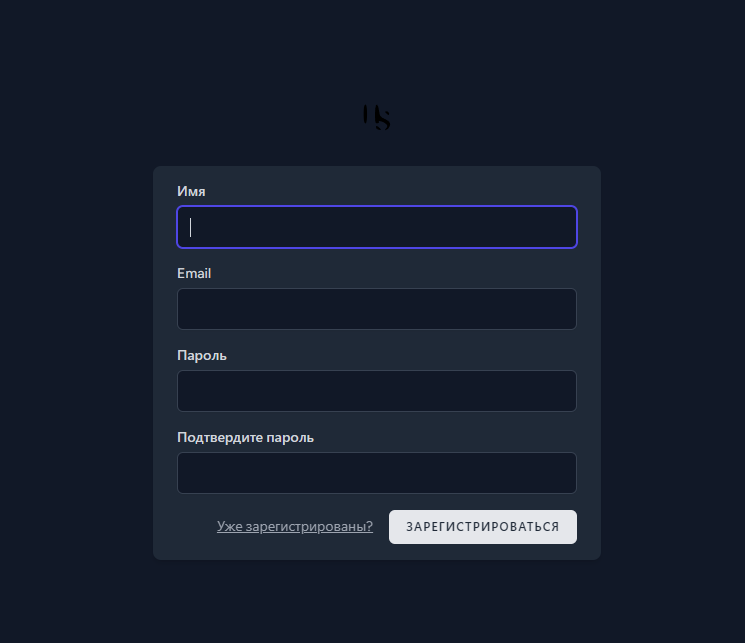 Имя
Email
Пароль
Подтвердите пароль
Уже зарегистрированы? ЗАРЕГИСТРИРОВАТЬСЯ